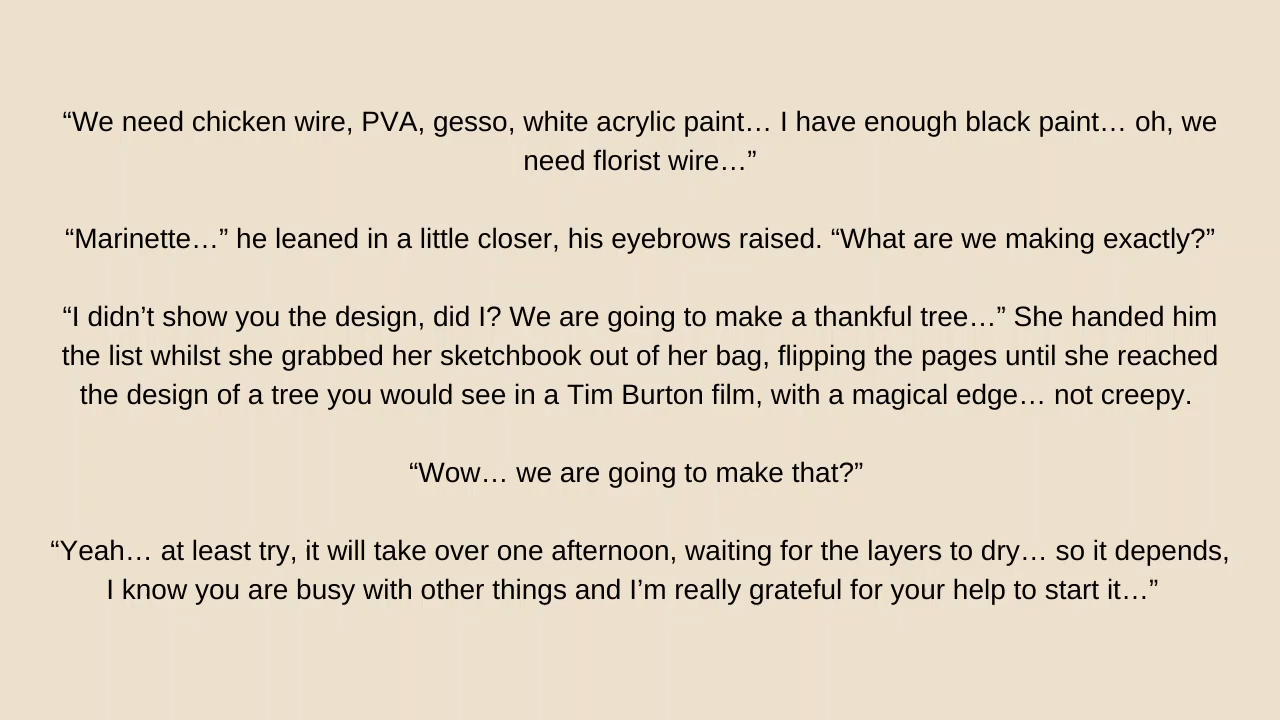 “We need chicken wire, PVA, gesso, white acrylic paint… I have enough black paint… oh, we
need florist wire…”
“Marinette…” he leaned in a little closer, his eyebrows raised. “What are we making exactly?”
“I didn’t show you the design, did I? We are going to make a thankful tree…” She handed him
the list whilst she grabbed her sketchbook out of her bag, flipping the pages until she reached
the design of a tree you would see in a Tim Burton film, with a magical edge… not creepy.
“Wow… we are going to make that?”
“Yeah… at least try, it will take over one afternoon, waiting for the layers to dry… so it depends,
I know you are busy with other things and I’m really grateful for your help to start it…”